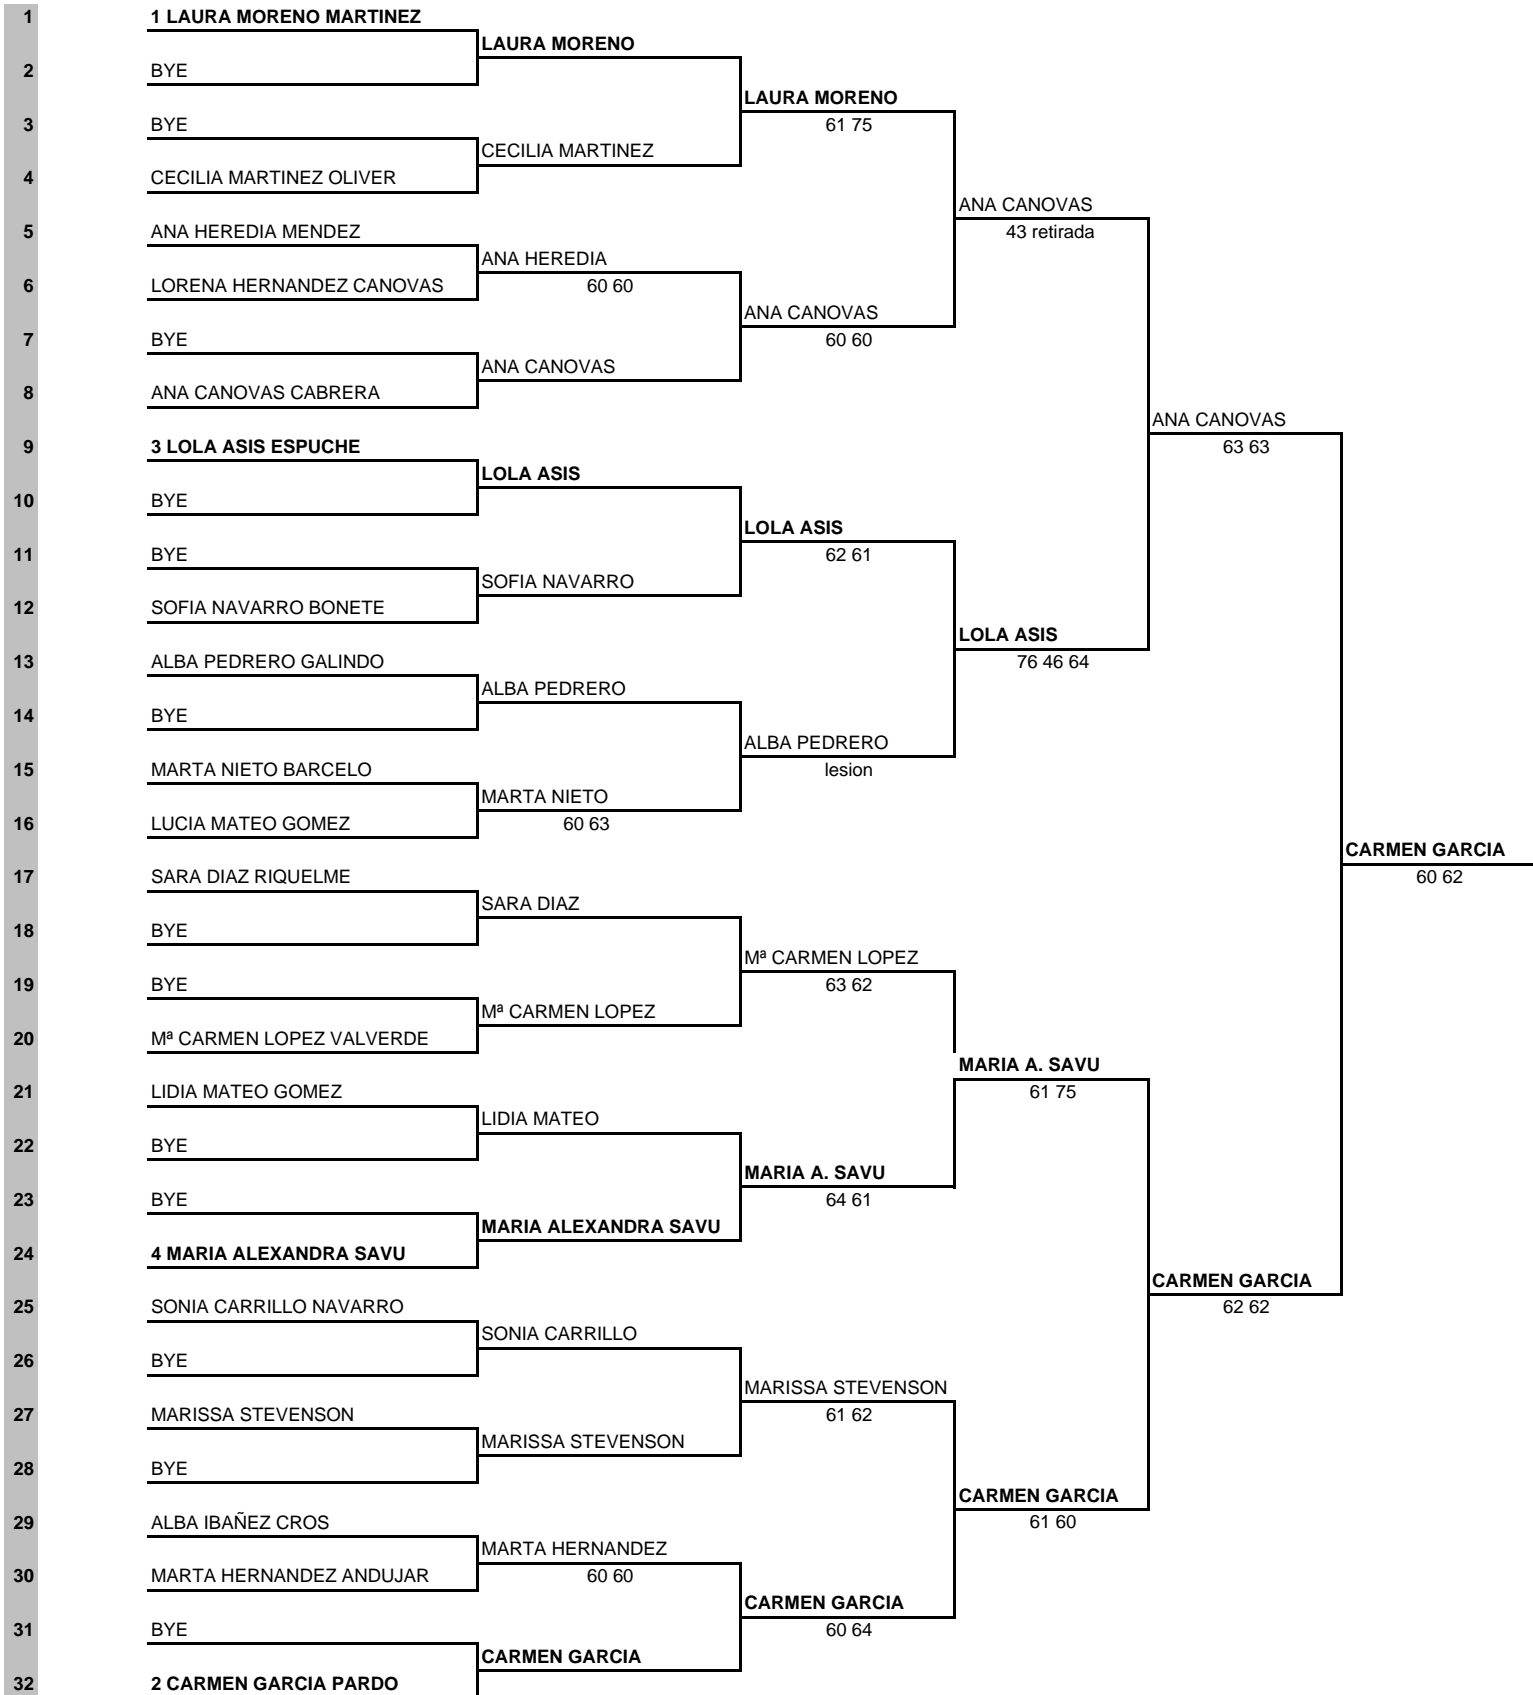 1 1 LAURA MORENO MARTINEZ
LAURA MORENO
2 BYE
LAURA MORENO
3 BYE 61 75
CECILIA MARTINEZ
4 CECILIA MARTINEZ OLIVER
ANA CANOVAS
5 ANA HEREDIA MENDEZ 43 retirada
ANA HEREDIA
6 LORENA HERNANDEZ CANOVAS 60 60
ANA CANOVAS
7 BYE 60 60
ANA CANOVAS
8 ANA CANOVAS CABRERA
ANA CANOVAS
9 3 LOLA ASIS ESPUCHE 63 63
LOLA ASIS
10 BYE
LOLA ASIS
11 BYE 62 61
SOFIA NAVARRO
12 SOFIA NAVARRO BONETE
LOLA ASIS
13 ALBA PEDRERO GALINDO 76 46 64
ALBA PEDRERO
14 BYE
ALBA PEDRERO
15 MARTA NIETO BARCELO lesion
MARTA NIETO
16 LUCIA MATEO GOMEZ 60 63
CARMEN GARCIA
17 SARA DIAZ RIQUELME 60 62
SARA DIAZ
18 BYE
Mª CARMEN LOPEZ
19 BYE 63 62
Mª CARMEN LOPEZ
20 Mª CARMEN LOPEZ VALVERDE
MARIA A. SAVU
21 LIDIA MATEO GOMEZ 61 75
LIDIA MATEO
22 BYE
MARIA A. SAVU
23 BYE 64 61
MARIA ALEXANDRA SAVU
24 4 MARIA ALEXANDRA SAVU
CARMEN GARCIA
25 SONIA CARRILLO NAVARRO 62 62
SONIA CARRILLO
26 BYE
MARISSA STEVENSON
27 MARISSA STEVENSON 61 62
MARISSA STEVENSON
28 BYE
CARMEN GARCIA
29 ALBA IBAÑEZ CROS 61 60
MARTA HERNANDEZ
30 MARTA HERNANDEZ ANDUJAR 60 60
CARMEN GARCIA
31 BYE 60 64
CARMEN GARCIA
32 2 CARMEN GARCIA PARDO